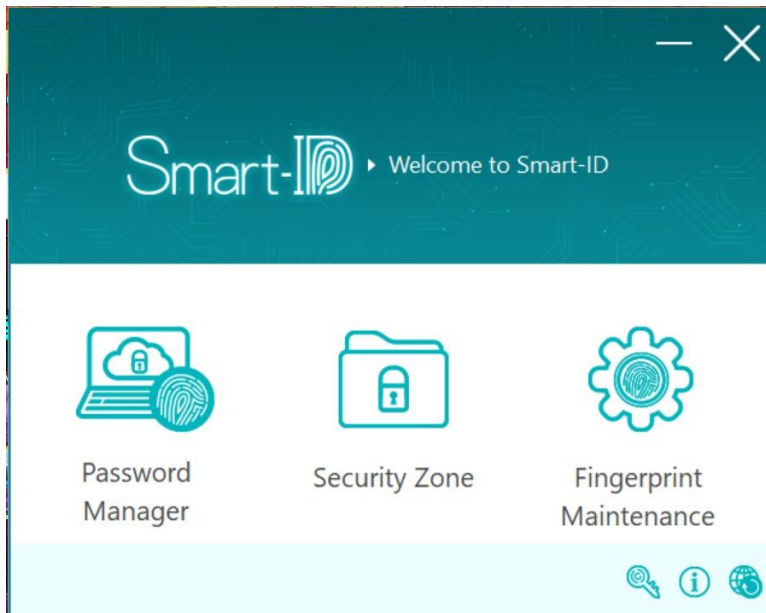 Smart-ID Welcome to Smart-ID
Password
Manager
Security Zone
Fingerprint
Maintenance